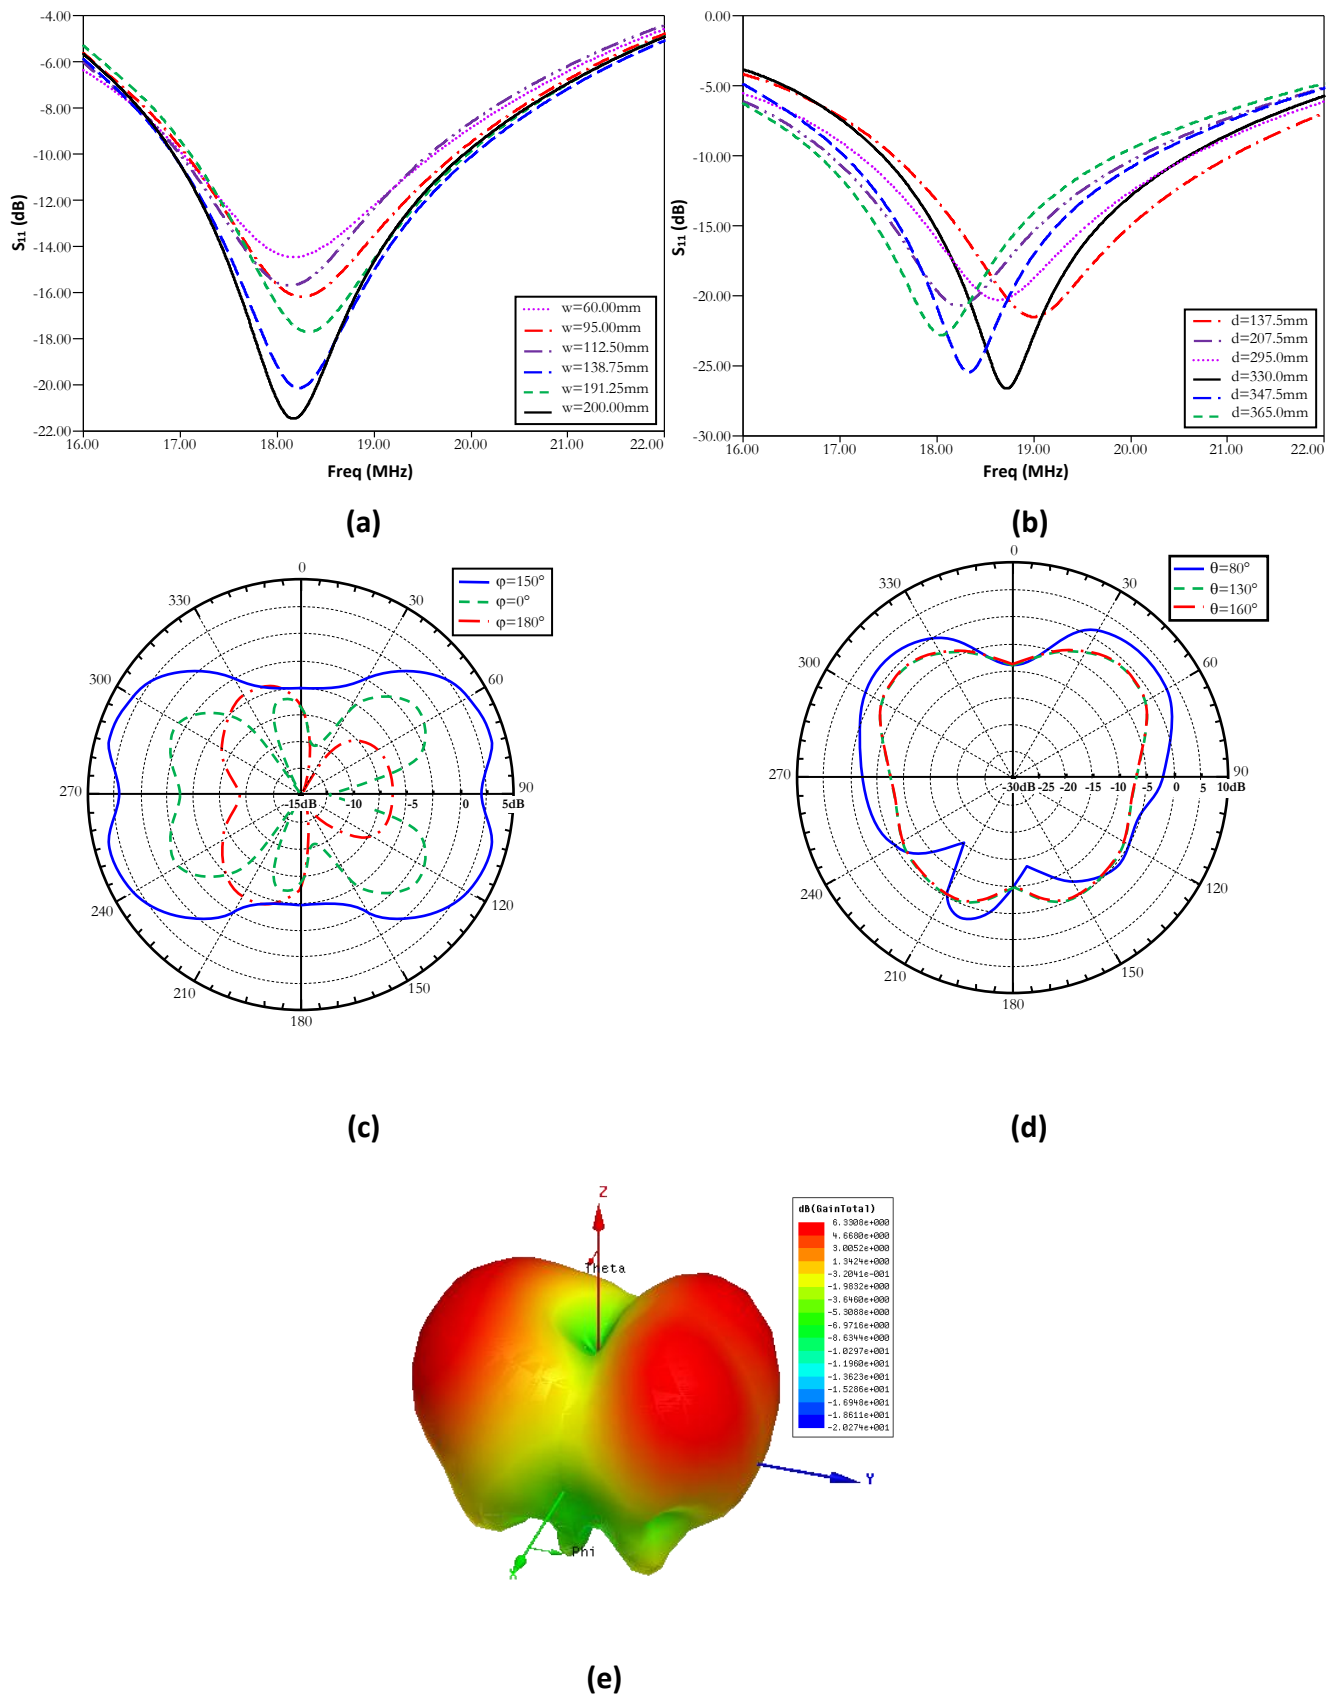 -4.00
-6.00
-8.00
-10.00
-12.00
-14.00
-16.00
-18.00
-20.00
-22.00
S₁₁ (dB)
16.00 17.00 18.00 19.00 20.00 21.00 22.00
Freq (MHz)
w=60.00mm
w=95.00mm
w=112.50mm
w=138.75mm
w=191.25mm
w=200.00mm
(a)
0.00
-5.00
-10.00
-15.00
-20.00
-25.00
-30.00
S₁₁ (dB)
16.00 17.00 18.00 19.00 20.00 21.00 22.00
Freq (MHz)
d=137.5mm
d=207.5mm
d=295.0mm
d=330.0mm
d=347.5mm
d=365.0mm
(b)
φ=150°
φ=0°
φ=180°
0
330 30
300 60
270 -15dB -10 -5 0 5dB 90
240 120
210 150
180
(c)
θ=80°
θ=130°
θ=160°
0
330 30
300 60
270 -30dB -25 -20 -15 -10 -5 0 5 10dB 90
240 120
210 150
180
(d)
Z
Theta
Y
Phi
X
dB(GainTotal)
6.3308e+000
4.6680e+000
3.0052e+000
1.3424e+000
-3.2041e-001
-1.9832e+000
-3.6460e+000
-5.3088e+000
-6.9716e+000
-8.6344e+000
-1.0297e+001
-1.1960e+001
-1.3623e+001
-1.5286e+001
-1.6948e+001
-1.8611e+001
-2.0274e+001
(e)